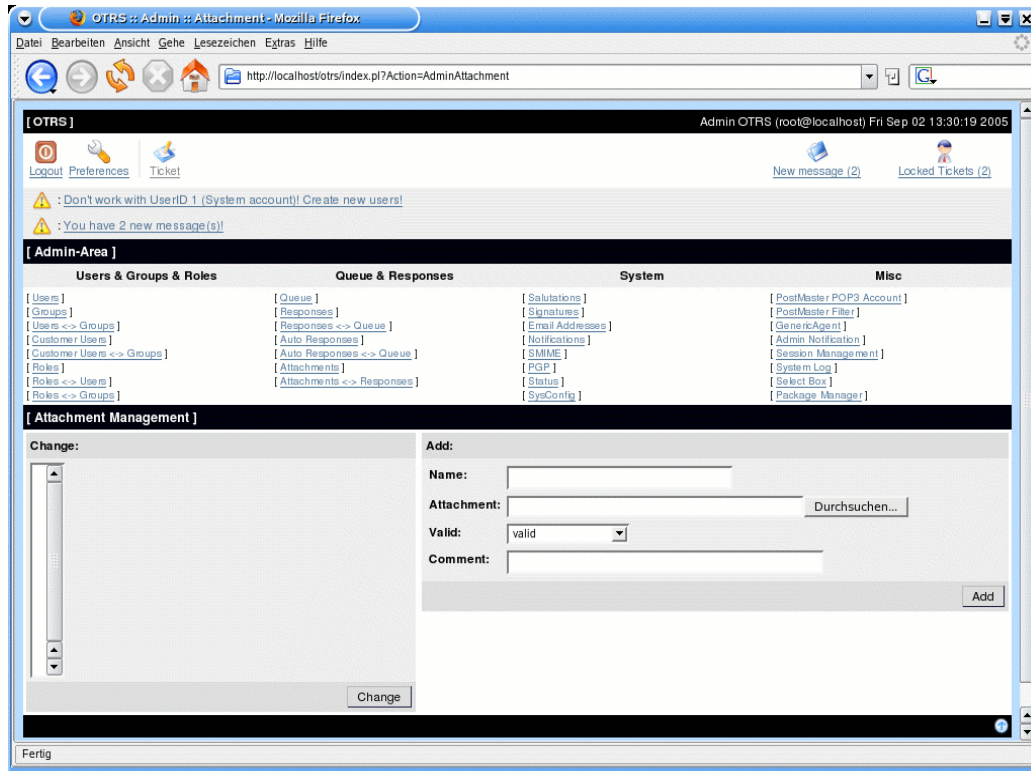 OTRS :: Admin :: Attachment - Mozilla Firefox
Datei Bearbeiten Ansicht Gehe Lesezeichen Extras Hilfe
http://localhost/otrs/index.pl?Action=AdminAttachment
G
[ OTRS ] Admin OTRS (root@localhost) Fri Sep 02 13:30:19 2005
Logout Preferences Ticket New message (2) Locked Tickets (2)
: Don't work with UserID 1 (System account)! Create new users!
: You have 2 new message(s)!
[ Admin-Area ]
Users & Groups & Roles Queue & Responses System Misc
[ Users ] [ Queue ] [ Salutations ] [ PostMaster POP3 Account ]
[ Groups ] [ Responses ] [ Signatures ] [ PostMaster Filter ]
[ Users <-> Groups ] [ Responses <-> Queue ] [ Email Addresses ] [ GenericAgent ]
[ Customer Users ] [ Auto Responses ] [ Notifications ] [ Admin Notification ]
[ Customer Users <-> Groups ] [ Auto Responses <-> Queue ] [ SMIME ] [ Session Management ]
[ Roles ] [ Attachments ] [ PGP ] [ System Log ]
[ Roles <-> Users ] [ Attachments <-> Responses ] [ Status ] [ Select Box ]
[ Roles <-> Groups ] [ SysConfig ] [ Package Manager ]
[ Attachment Management ]
Change: Add:
Name:
Attachment: Durchsuchen...
Valid: valid
Comment:
Add
Change
Fertig